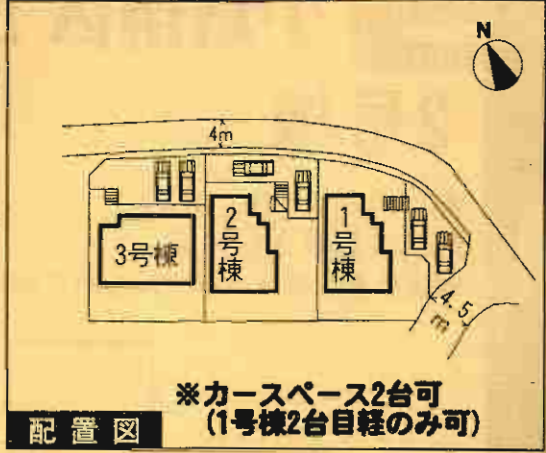 N
4m
3号棟
2号棟
1号棟
4.5m
※カースペース2台可
(1号棟2台目軽のみ可)
配置図